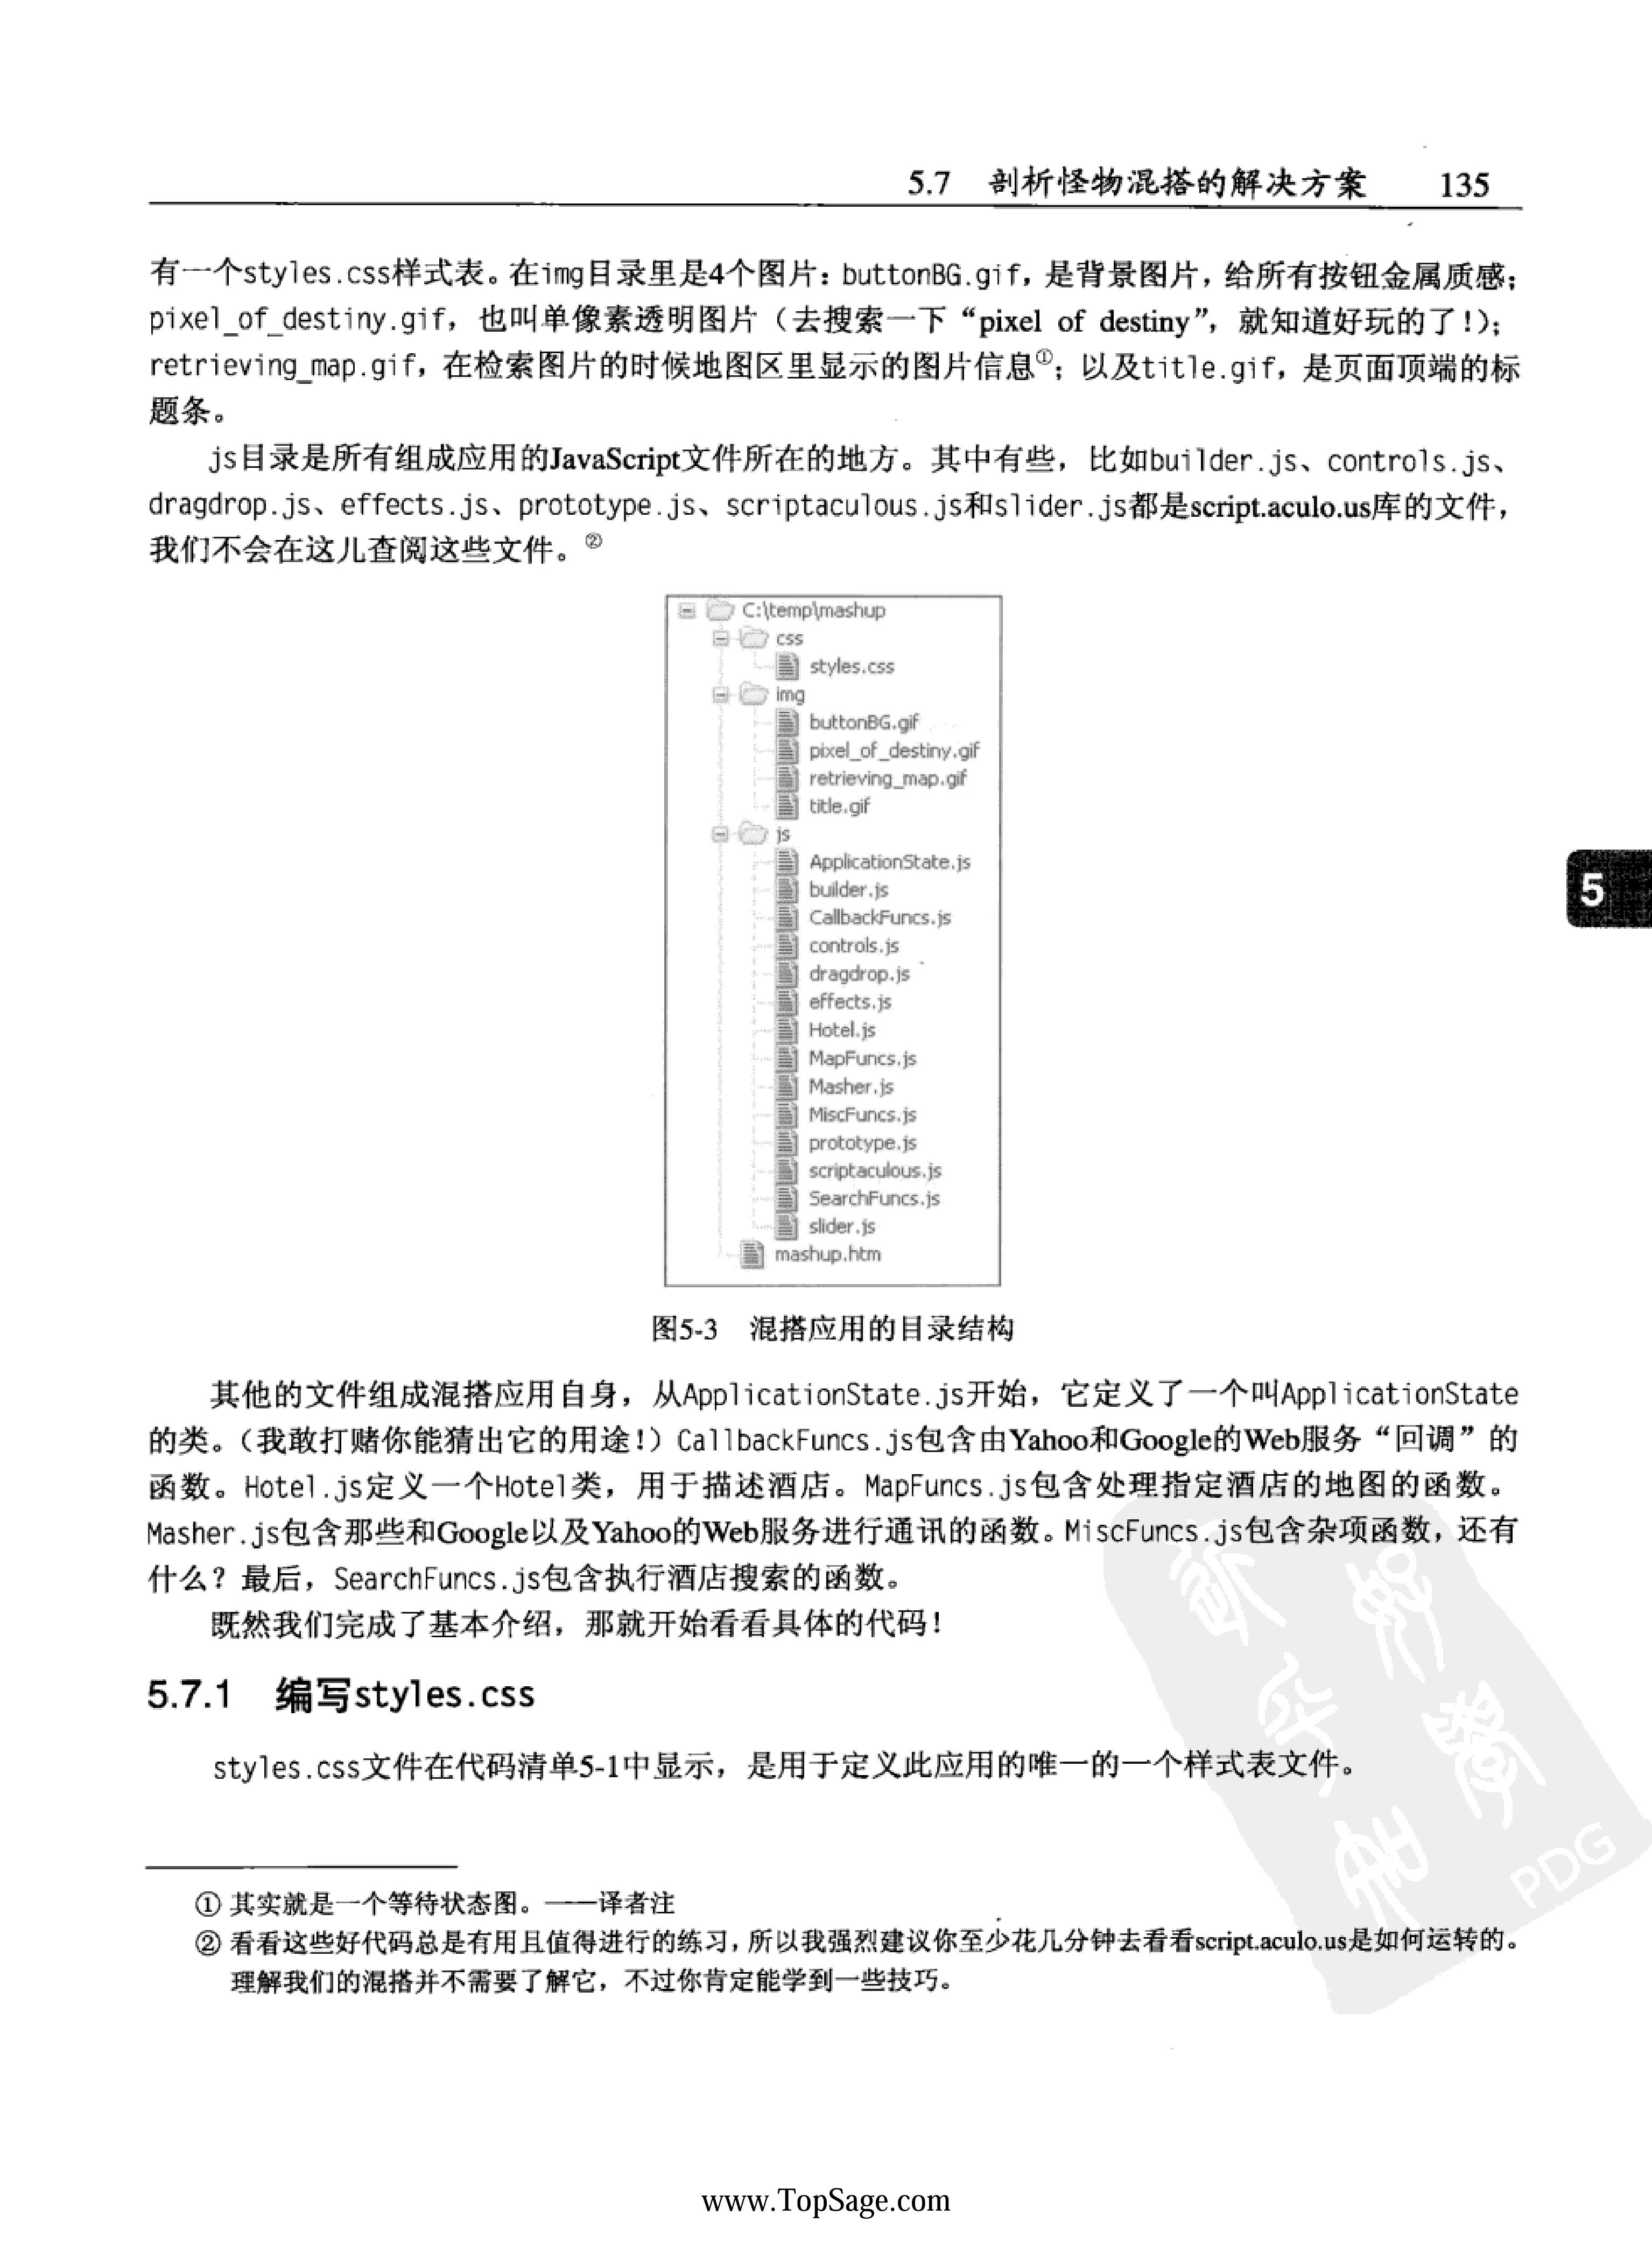 5.7 剖析怪物混搭的解决方案 135
有一个styles.css样式表。在img目录里是4个图片：buttonBG.gif，是背景图片，给所有按钮金属质感；
pixel_of_destiny.gif，也叫单像素透明图片（去搜索一下“pixel of destiny”，就知道好玩的了！）；
retrieving_map.gif，在检索图片的时候地图区里显示的图片信息①；以及title.gif，是页面顶端的标
题条。
js目录是所有组成应用的JavaScript文件所在的地方。其中有些，比如builder.js、controls.js、
dragdrop.js、effects.js、prototype.js、scriptaculous.js和slider.js都是script.aculo.us库的文件，
我们不会在这儿查阅这些文件。②
C:\temp\mashup
css
styles.css
img
buttonBG.gif
pixel_of_destiny.gif
retrieving_map.gif
title.gif
js
ApplicationState.js
builder.js
CallbackFuncs.js
controls.js
dragdrop.js
effects.js
Hotel.js
MapFuncs.js
Masher.js
MiscFuncs.js
prototype.js
scriptaculous.js
SearchFuncs.js
slider.js
mashup.htm
5
图5-3 混搭应用的目录结构
其他的文件组成混搭应用自身，从ApplicationState.js开始，它定义了一个叫ApplicationState
的类。（我敢打赌你能猜出它的用途！）CallbackFuncs.js包含由Yahoo和Google的Web服务“回调”的
函数。Hotel.js定义一个Hotel类，用于描述酒店。MapFuncs.js包含处理指定酒店的地图的函数。
Masher.js包含那些和Google以及Yahoo的Web服务进行通讯的函数。MiscFuncs.js包含杂项函数，还有
什么？最后，SearchFuncs.js包含执行酒店搜索的函数。
既然我们完成了基本介绍，那就开始看看具体的代码！
5.7.1 编写styles.css
styles.css文件在代码清单5-1中显示，是用于定义此应用的唯一的一个样式表文件。
PDG
① 其实就是一个等待状态图。——译者注
② 看看这些好代码总是有用且值得进行的练习，所以我强烈建议你至少花几分钟去看看script.aculo.us是如何运转的。
理解我们的混搭并不需要了解它，不过你肯定能学到一些技巧。
www.TopSage.com